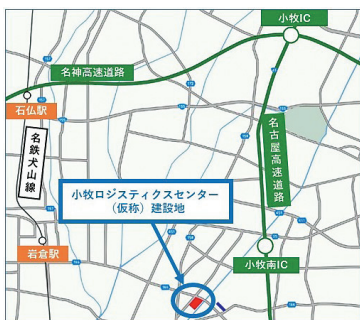 小牧IC
名神高速道路
石仏駅
名古屋高速道路
名鉄犬山線
小牧ロジスティクスセンター
（仮称）建設地
岩倉駅
小牧南IC